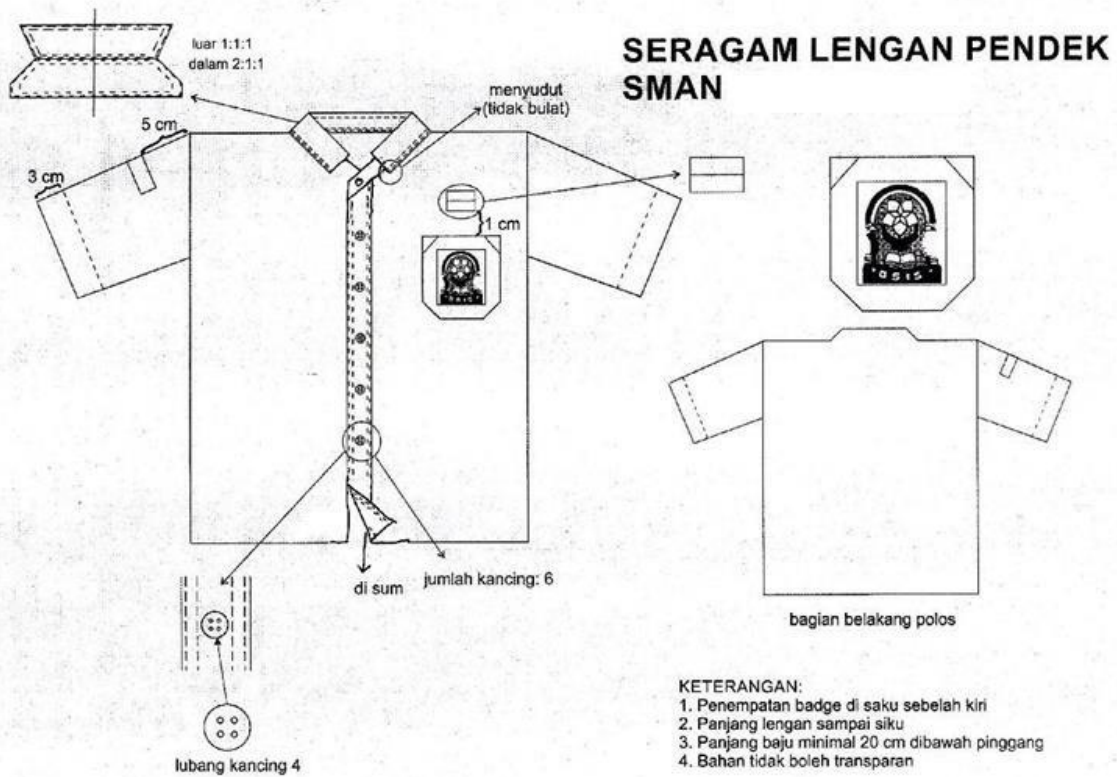 SERAGAM LENGAN PENDEK
SMAN
luar 1:1:1
dalam 2:1:1
menyudut
(tidak bulat)
5 cm
3 cm
1 cm
OSIS
OSIS
di sum
jumlah kancing: 6
lubang kancing 4
bagian belakang polos
KETERANGAN:
1. Penempatan badge di saku sebelah kiri
2. Panjang lengan sampai siku
3. Panjang baju minimal 20 cm dibawah pinggang
4. Bahan tidak boleh transparan